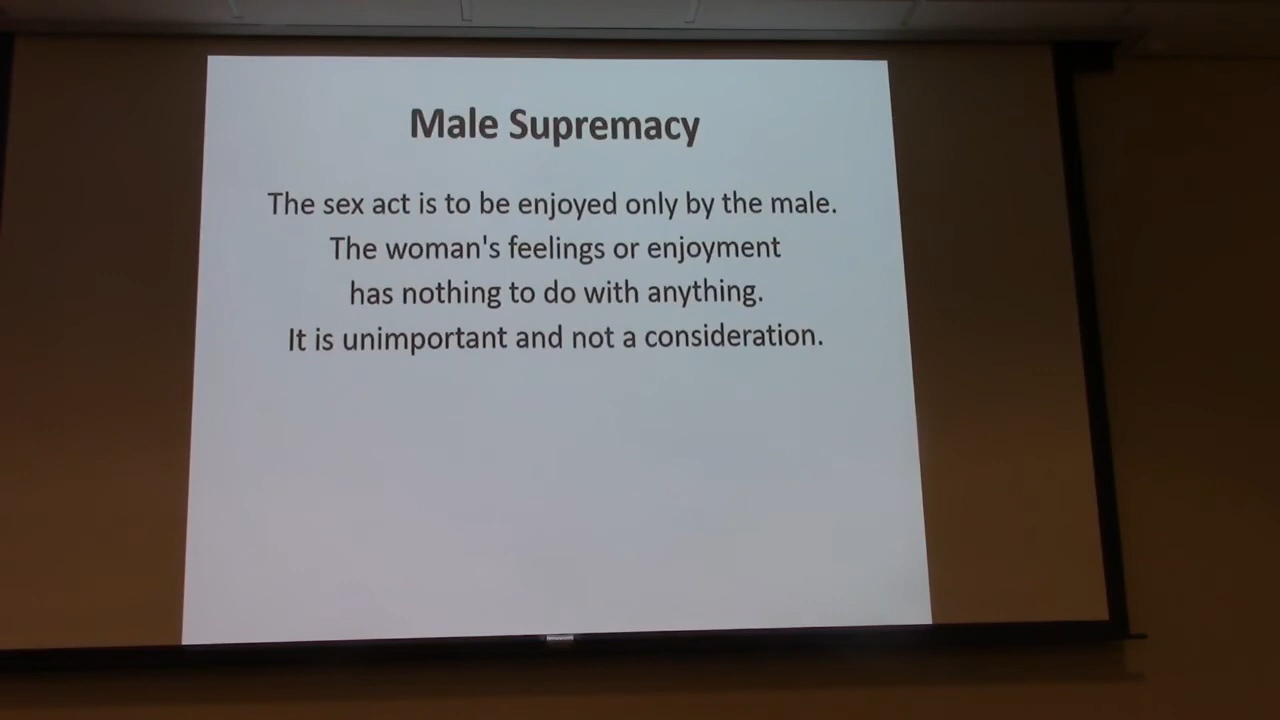 Male Supremacy
The sex act is to be enjoyed only by the male.
The woman's feelings or enjoyment
has nothing to do with anything.
It is unimportant and not a consideration.